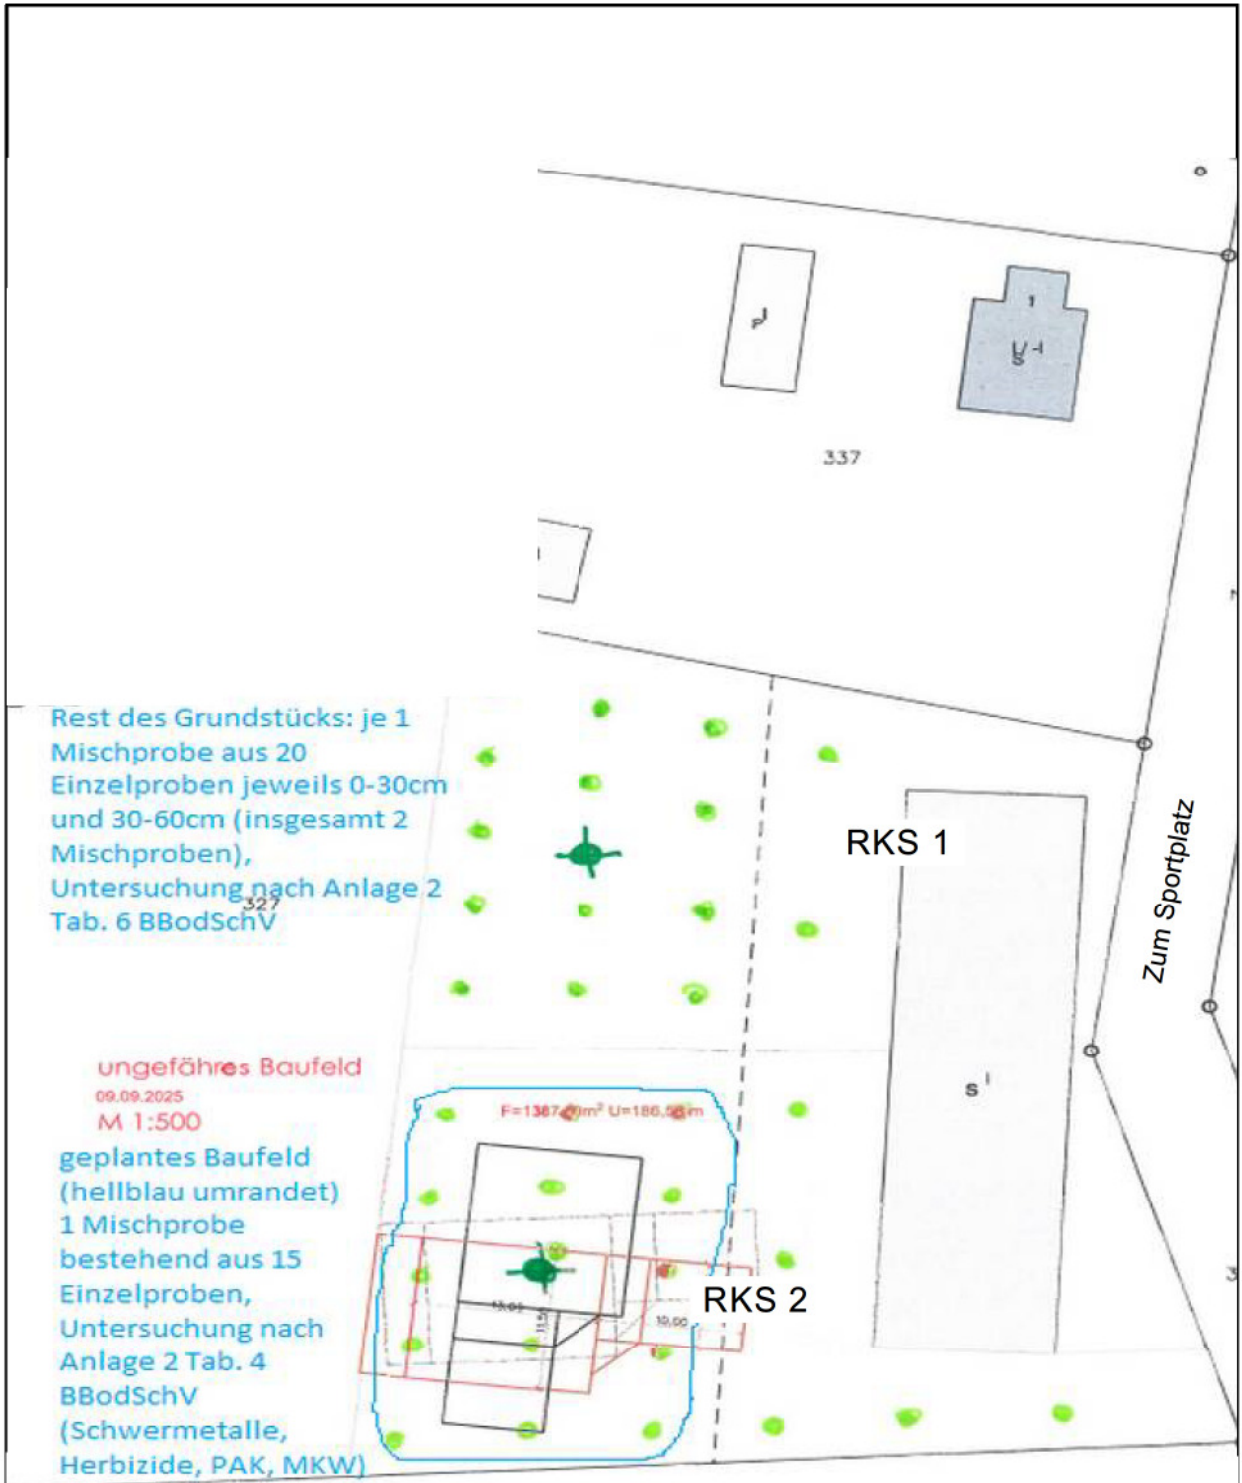 1
337
Rest des Grundstücks: je 1
Mischprobe aus 20
Einzelproben jeweils 0-30cm
und 30-60cm (insgesamt 2
Mischproben),
Untersuchung nach Anlage 2
327
Tab. 6 BBodSchV
RKS 1
Zum Sportplatz
S
ungefähres Baufeld
09.09.2025
M 1:500
geplantes Baufeld
(hellblau umrandet)
1 Mischprobe
bestehend aus 15
Einzelproben,
Untersuchung nach
Anlage 2 Tab. 4
BBodSchV
(Schwermetalle,
Herbizide, PAK, MKW)
RKS 2
10,00